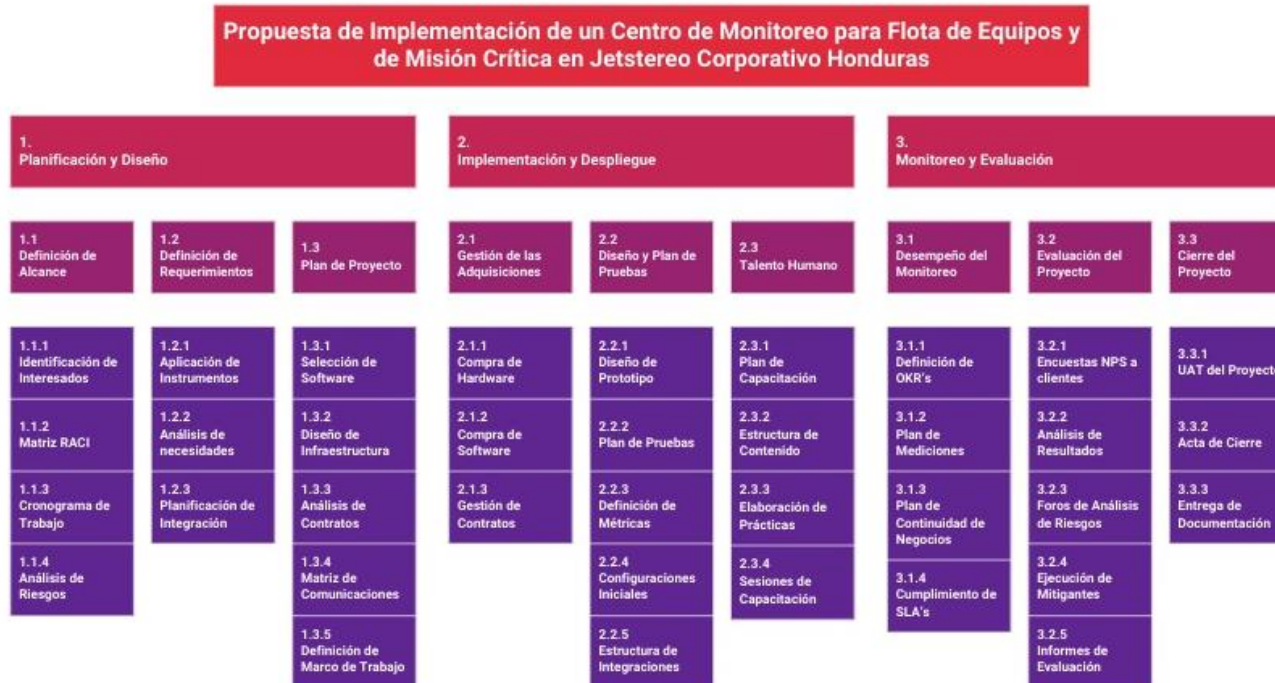 Propuesta de Implementación de un Centro de Monitoreo para Flota de Equipos y
de Misión Crítica en Jetstereo Corporativo Honduras
1.
Planificación y Diseño
2.
Implementación y Despliegue
3.
Monitoreo y Evaluación
1.1
Definición de
Alcance
1.2
Definición de
Requerimientos
1.3
Plan de Proyecto
2.1
Gestión de las
Adquisiciones
2.2
Diseño y Plan de
Pruebas
2.3
Talento Humano
3.1
Desempeño del
Monitoreo
3.2
Evaluación del
Proyecto
3.3
Cierre del
Proyecto
1.1.1
Identificación de
Interesados
1.1.2
Matriz RACI
1.1.3
Cronograma de
Trabajo
1.1.4
Análisis de
Riesgos
1.2.1
Aplicación de
Instrumentos
1.2.2
Análisis de
necesidades
1.2.3
Planificación de
Integración
1.3.1
Selección de
Software
1.3.2
Diseño de
Infraestructura
1.3.3
Análisis de
Contratos
1.3.4
Matriz de
Comunicaciones
1.3.5
Definición de
Marco de Trabajo
2.1.1
Compra de
Hardware
2.1.2
Compra de
Software
2.1.3
Gestión de
Contratos
2.2.1
Diseño de
Prototipo
2.2.2
Plan de Pruebas
2.2.3
Definición de
Métricas
2.2.4
Configuraciones
Iniciales
2.2.5
Estructura de
Integraciones
2.3.1
Plan de
Capacitación
2.3.2
Estructura de
Contenido
2.3.3
Elaboración de
Prácticas
2.3.4
Sesiones de
Capacitación
3.1.1
Definición de
OKR's
3.1.2
Plan de
Mediciones
3.1.3
Plan de
Continuidad de
Negocios
3.1.4
Cumplimiento de
SLA's
3.2.1
Encuestas NPS a
clientes
3.2.2
Análisis de
Resultados
3.2.3
Foros de Análisis
de Riesgos
3.2.4
Ejecución de
Mitigantes
3.2.5
Informes de
Evaluación
3.3.1
UAT del Proyecto
3.3.2
Acta de Cierre
3.3.3
Entrega de
Documentación